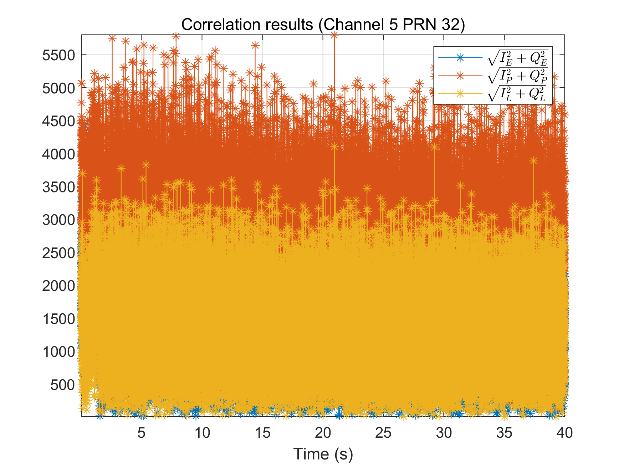 Correlation results (Channel 5 PRN 32)
√(I_E^2 + Q_E^2)
√(I_P^2 + Q_P^2)
√(I_L^2 + Q_L^2)
5500
5000
4500
4000
3500
3000
2500
2000
1500
1000
500
5 10 15 20 25 30 35 40
Time (s)